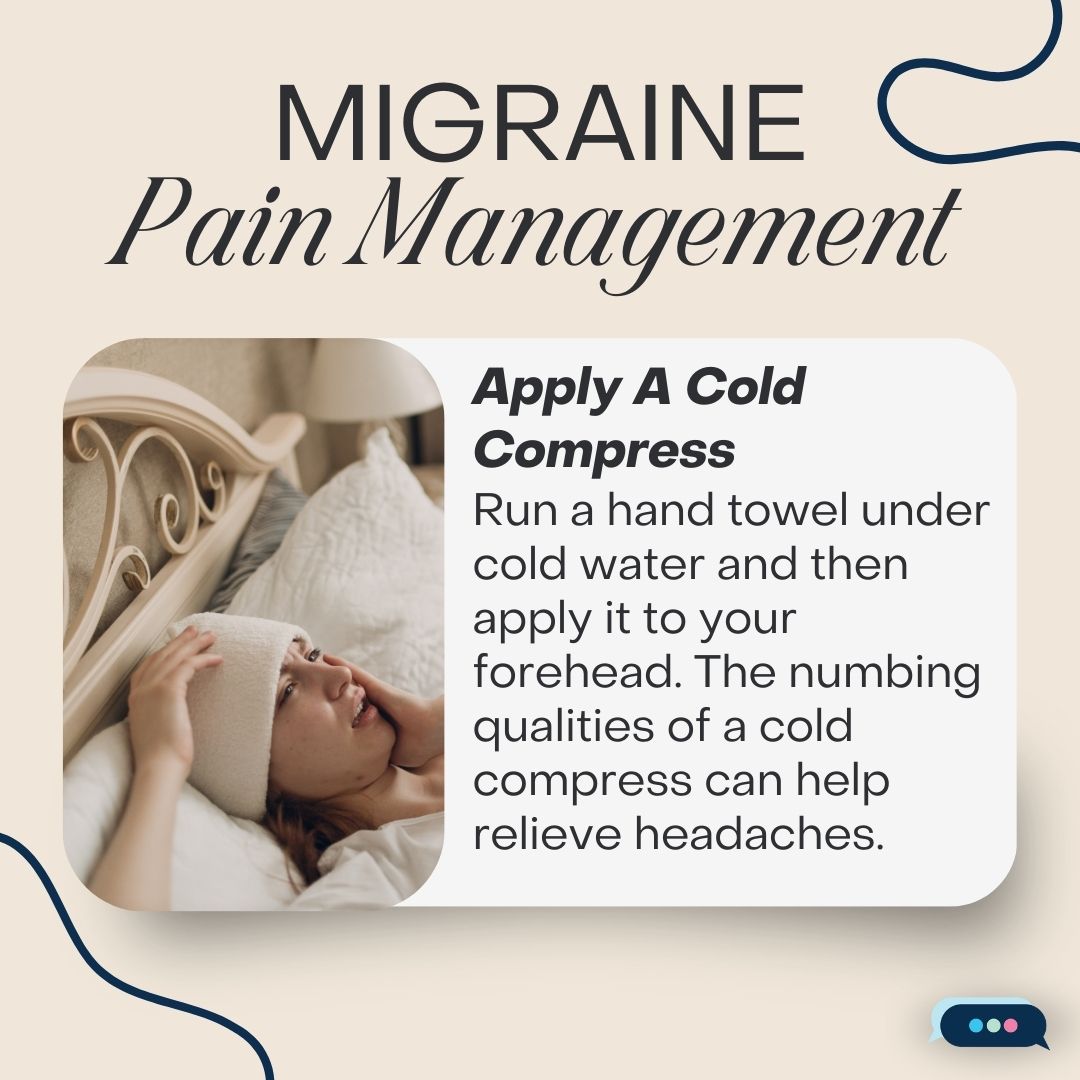 MIGRAINE
Pain Management
Apply A Cold
Compress
Run a hand towel under
cold water and then
apply it to your
forehead. The numbing
qualities of a cold
compress can help
relieve headaches.